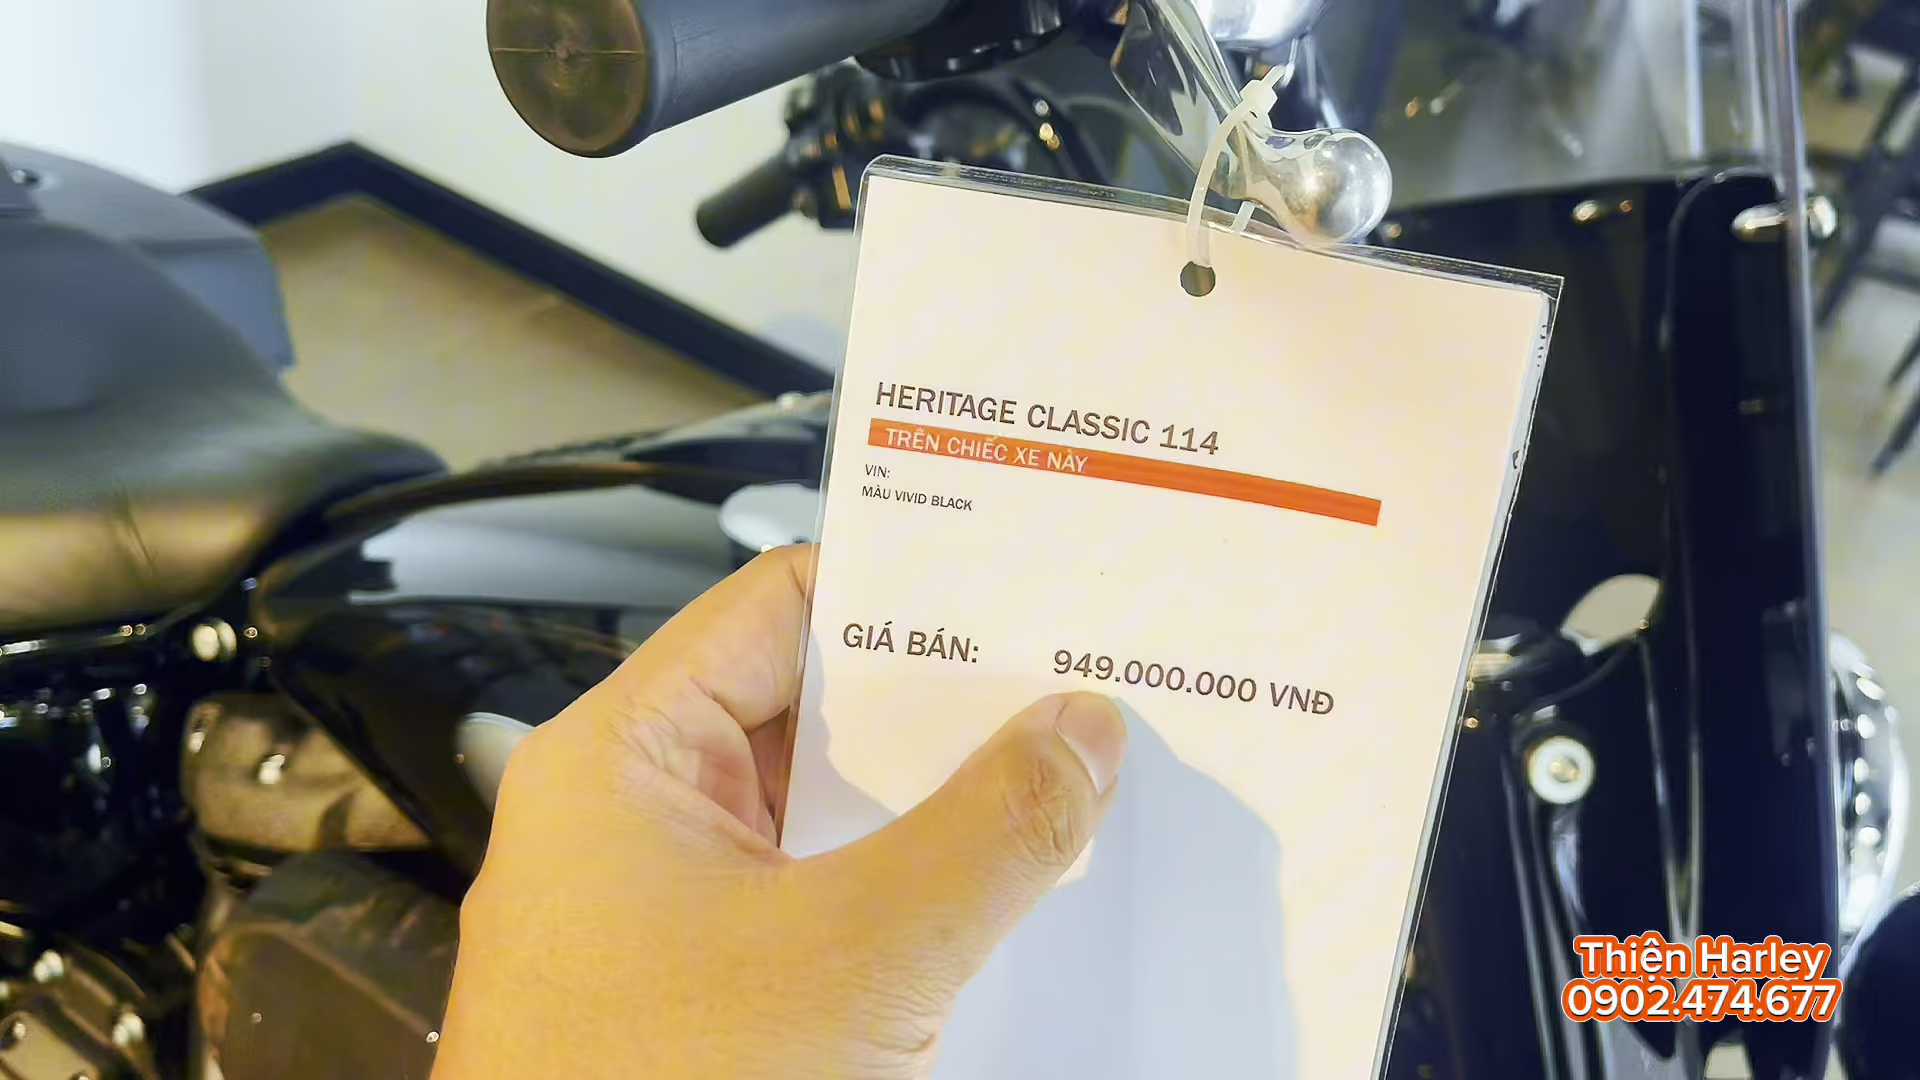 HERITAGE CLASSIC 114
TRÊN CHIẾC XE NÀY
VIN:
MÀU VIVID BLACK
GIÁ BÁN: 949.000.000 VNĐ
Thiện Harley
0902.474.677